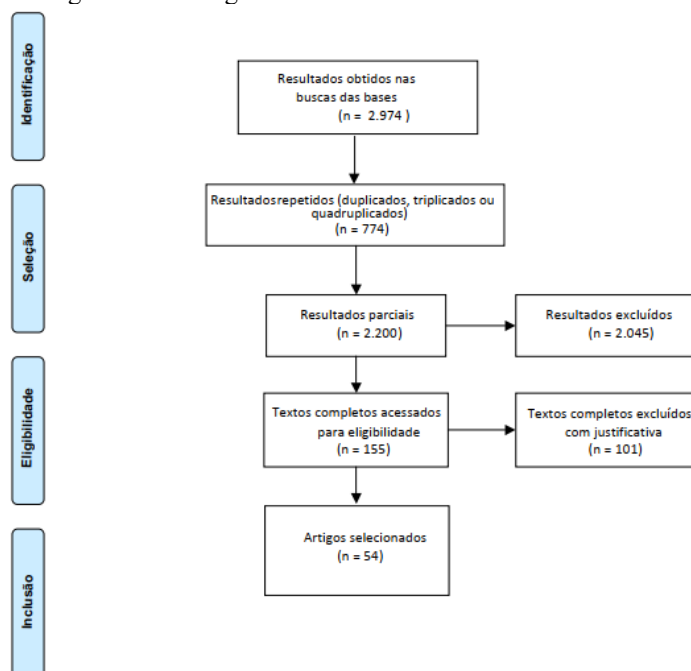 Identificação
Resultados obtidos nas
buscas das bases
(n = 2.974 )
Resultados repetidos (duplicados, triplicados ou
quadruplicados)
(n = 774)
Seleção
Resultados parciais
(n = 2.200)
Resultados excluídos
(n = 2.045)
Eligibilidade
Textos completos acessados
para eligibilidade
(n = 155)
Textos completos excluídos
com justificativa
(n = 101)
Artigos selecionados
(n = 54)
Inclusão